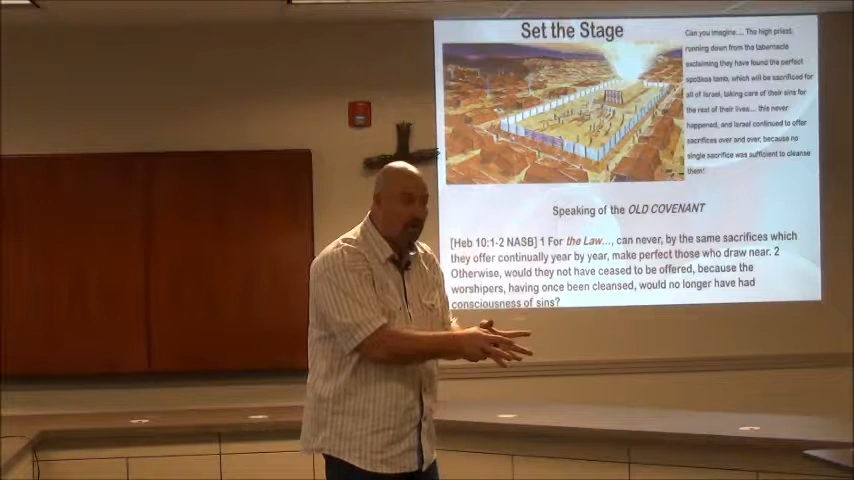 Set the Stage
Can you imagine.... The high priest,
running down from the tabernacle
exclaiming they have found the perfect
spotless lamb, which will be sacrificed for
all of Israel, taking care of their sins for
the rest of their lives.... this never
happened, and Israel continued to offer
sacrifices over and over, because no
single sacrifice was sufficient to cleanse
them!
Speaking of the OLD COVENANT
[Heb 10:1-2 NASB] 1 For the Law..., can never, by the same sacrifices which
they offer continually year by year, make perfect those who draw near. 2
Otherwise, would they not have ceased to be offered, because the
worshipers, having once been cleansed, would no longer have had
consciousness of sins?